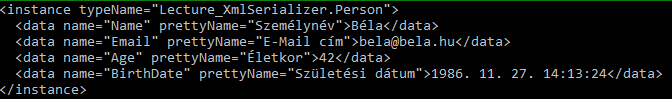 <instance typeName="Lecture_XmlSerializer.Person">
  <data name="Name" prettyName="Személynév">Béla</data>
  <data name="Email" prettyName="E-Mail cím">bela@bela.hu</data>
  <data name="Age" prettyName="Életkor">42</data>
  <data name="BirthDate" prettyName="Születési dátum">1986. 11. 27. 14:13:24</data>
</instance>